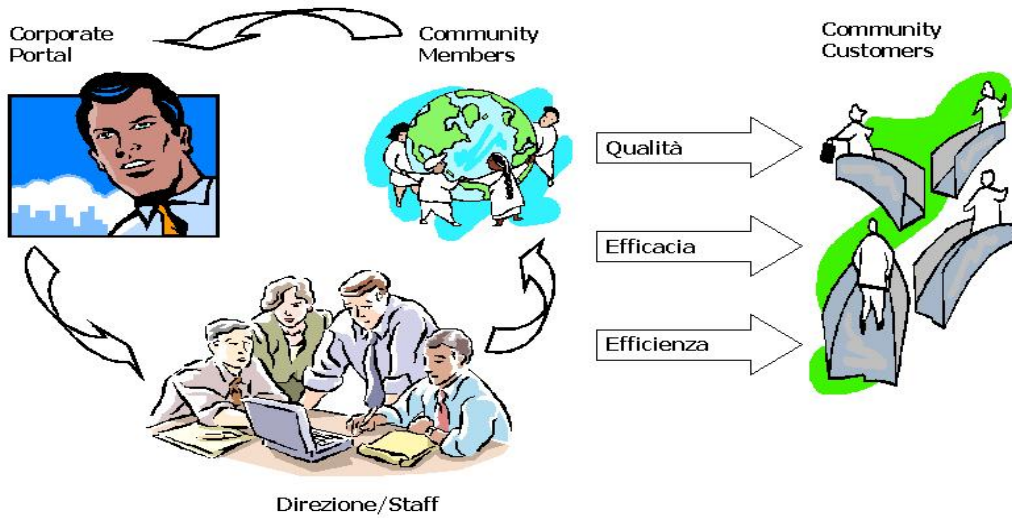 Corporate
Portal
Community
Members
Community
Customers
Qualità
Efficacia
Efficienza
Direzione/Staff